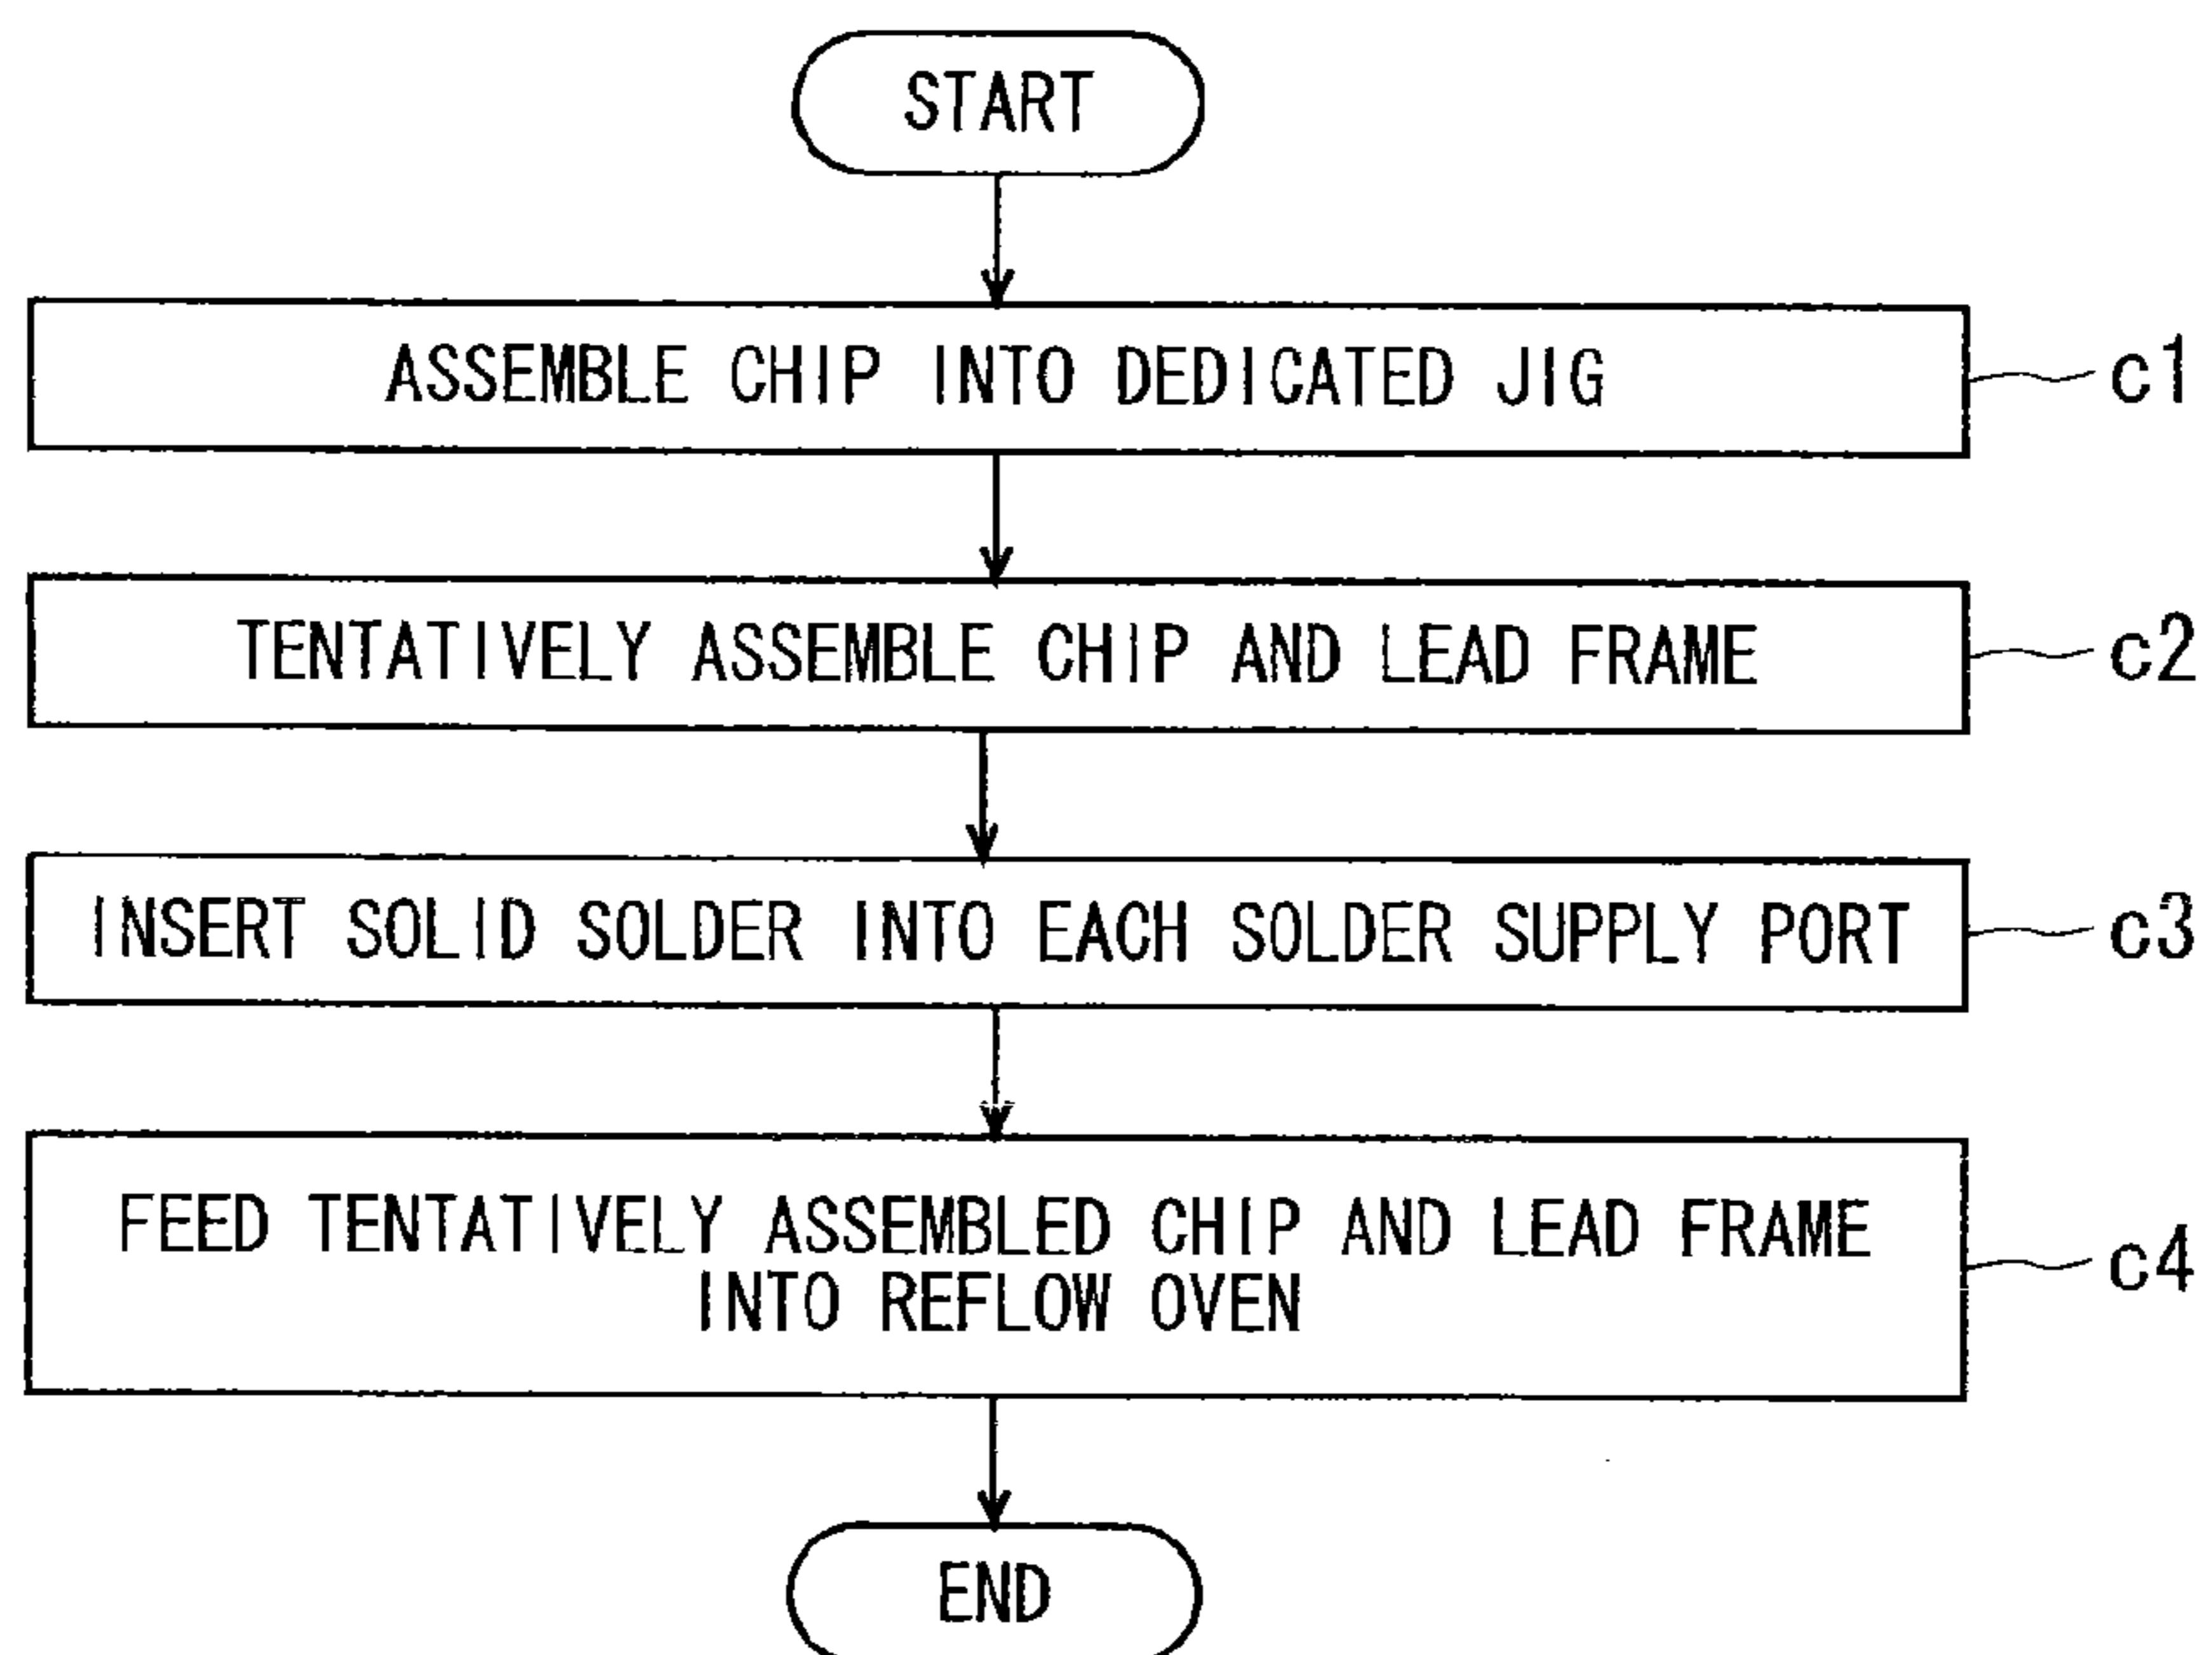 START
ASSEMBLE CHIP INTO DEDICATED JIG
c1
TENTATIVELY ASSEMBLE CHIP AND LEAD FRAME
c2
INSERT SOLID SOLDER INTO EACH SOLDER SUPPLY PORT
c3
FEED TENTATIVELY ASSEMBLED CHIP AND LEAD FRAME
INTO REFLOW OVEN
c4
END